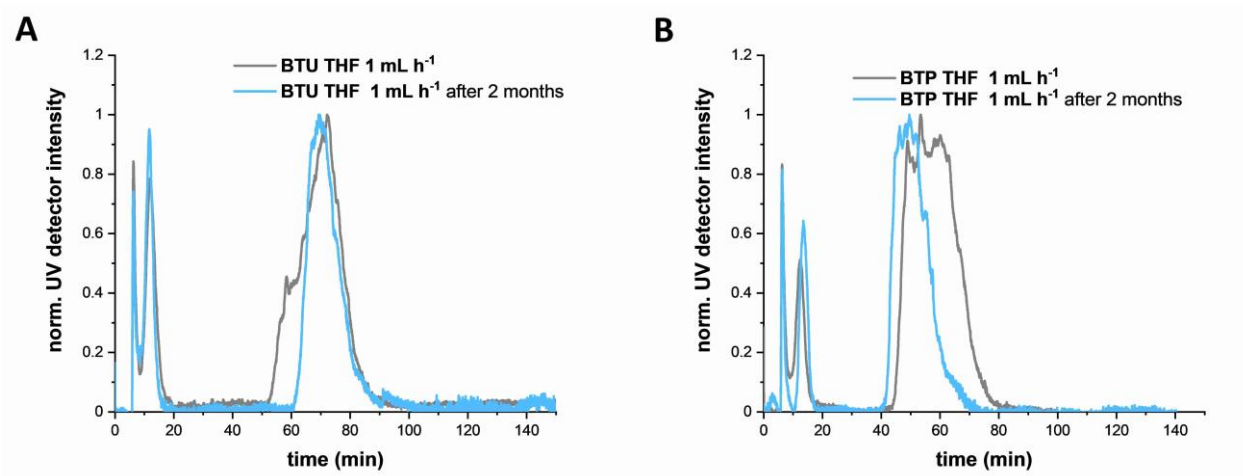 A
BTU THF 1 mL h⁻¹
BTU THF 1 mL h⁻¹ after 2 months
norm. UV detector intensity
1.2
1
0.8
0.6
0.4
0.2
0
0 20 40 60 80 100 120 140
time (min)
B
BTP THF 1 mL h⁻¹
BTP THF 1 mL h⁻¹ after 2 months
norm. UV detector intensity
1.2
1
0.8
0.6
0.4
0.2
0
0 20 40 60 80 100 120 140
time (min)